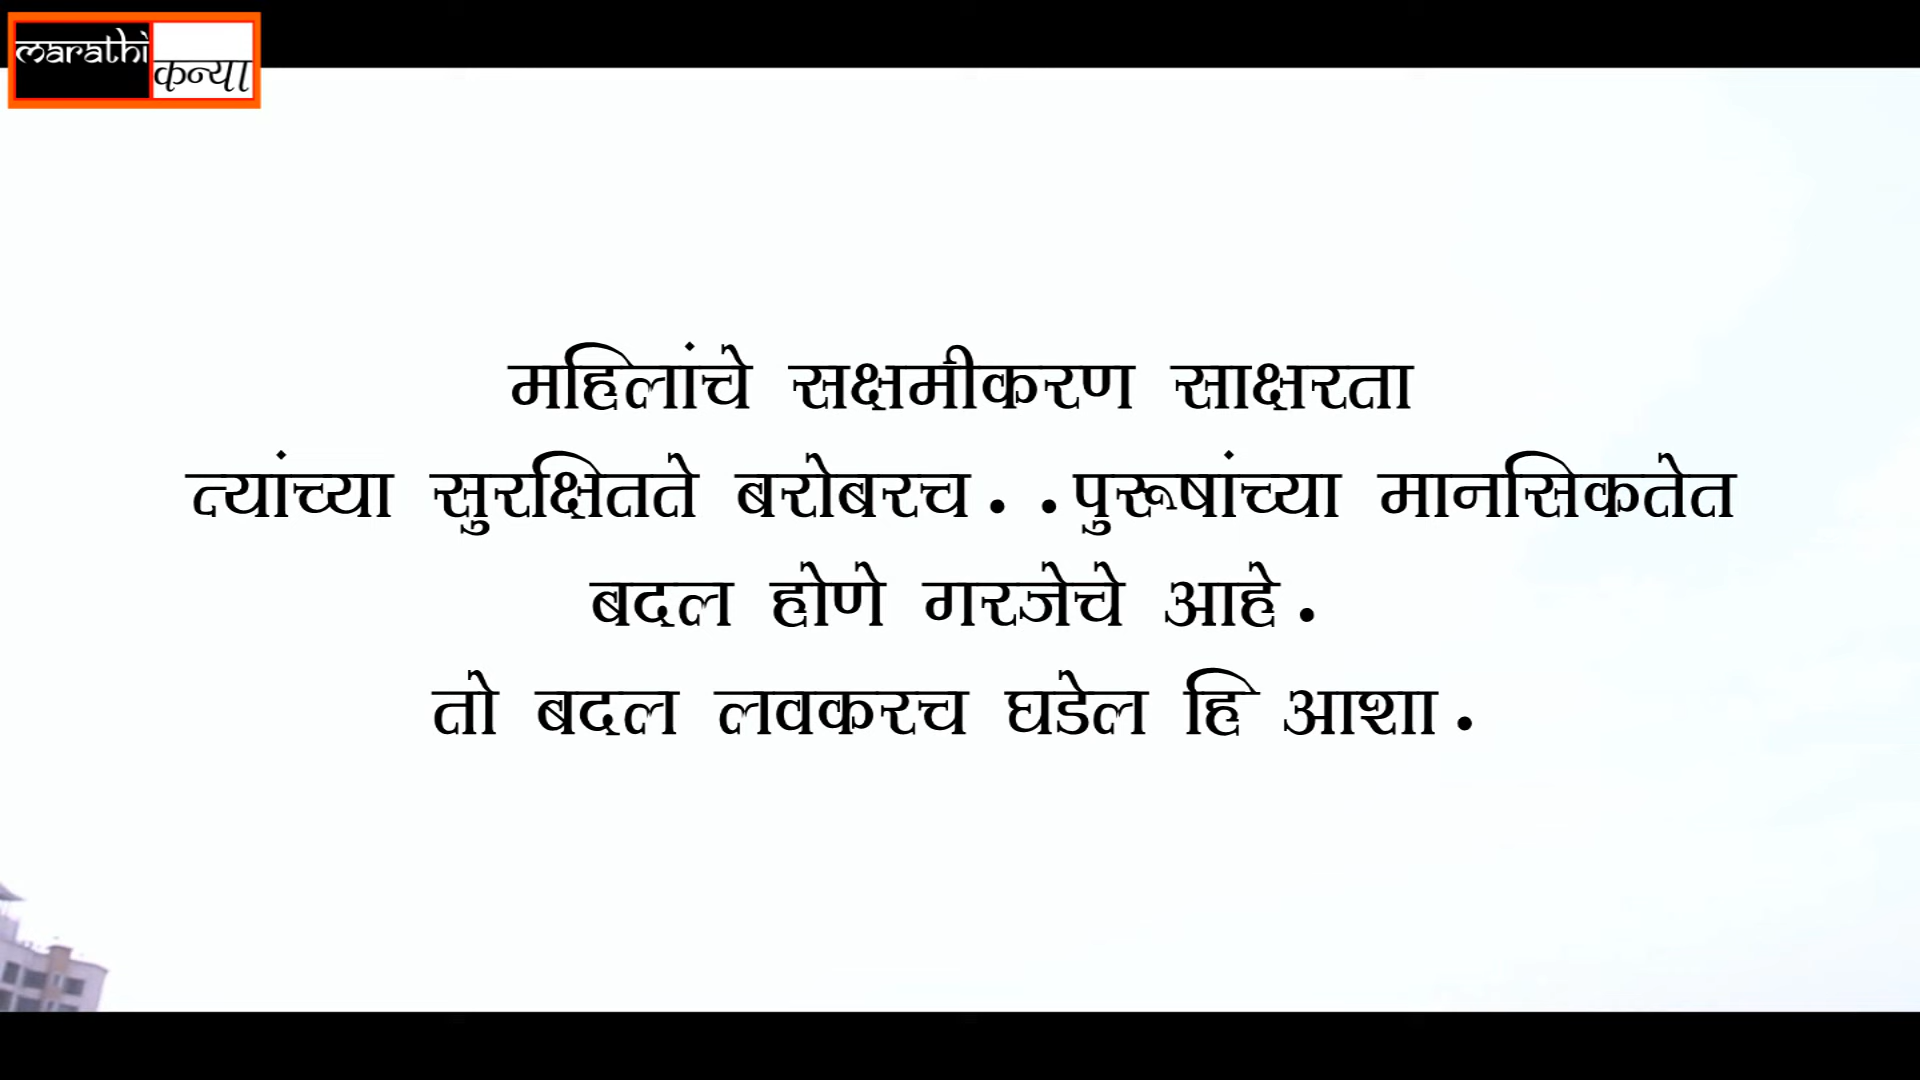 marathi
कन्या
महिलांचे सक्षमीकरण साक्षरता
त्यांच्या सुरक्षितते बरोबरच..पुरूषांच्या मानसिकतेत
बदल होणे गरजेचे आहे.
तो बदल लवकरच घडेल हि आशा.